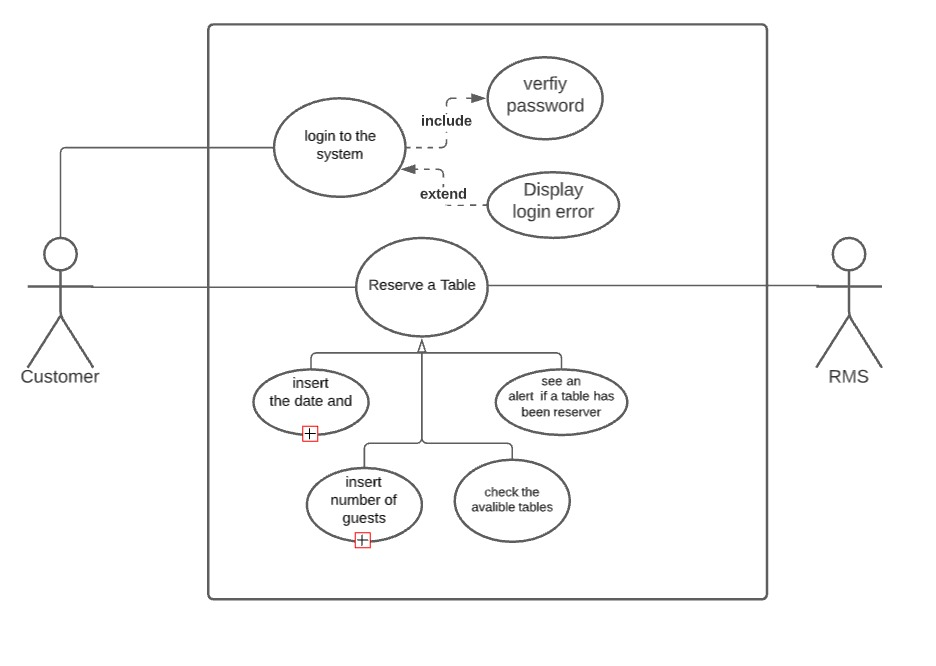 verfiy
password
login to the
system
include
extend
Display
login error
Reserve a Table
Customer
RMS
insert
the date and
see an
alert if a table has
been reserver
insert
number of
guests
check the
avalible tables